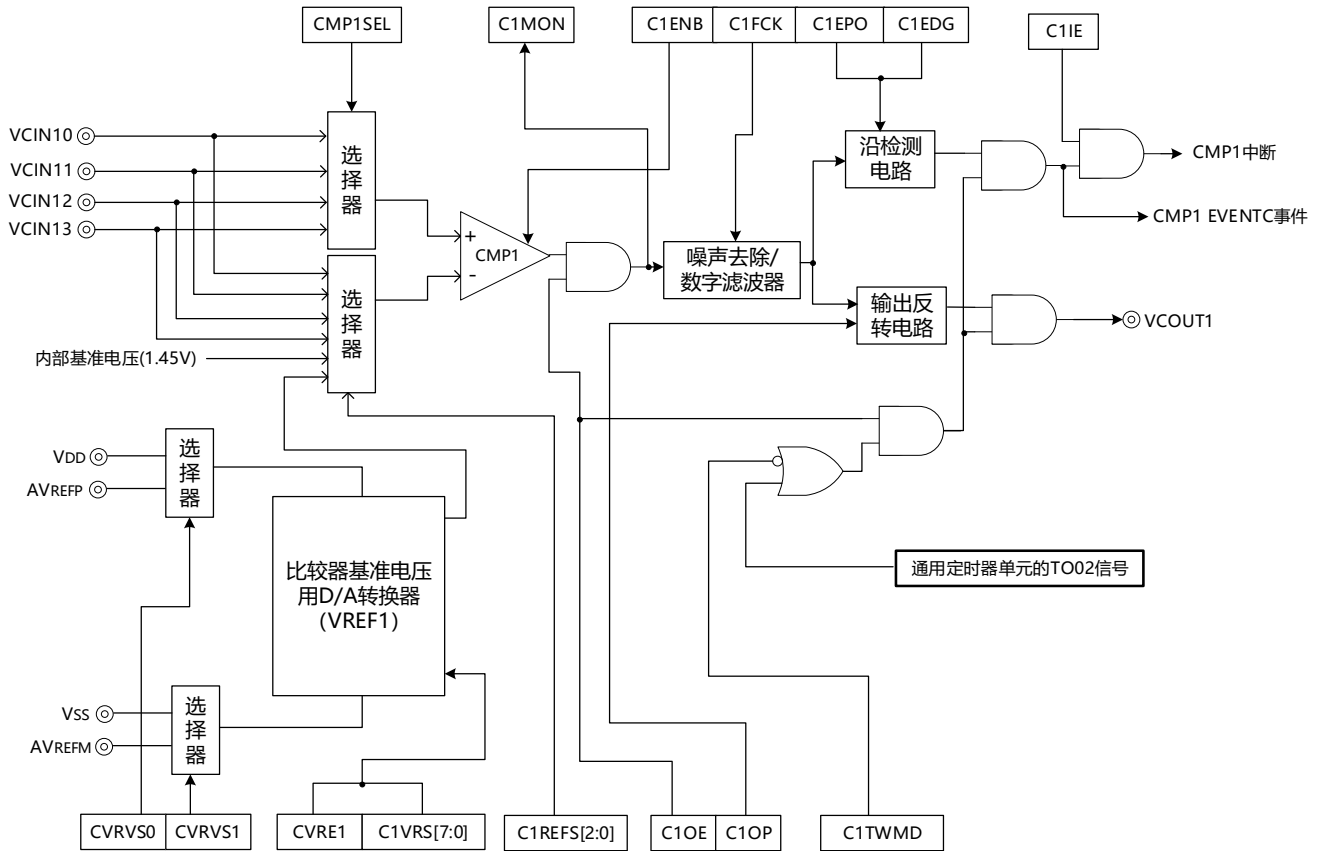 CMP1SEL
C1MON
C1ENB
C1FCK
C1EPO
C1EDG
C1IE
VCIN10
VCIN11
VCIN12
VCIN13
选
择
器
沿检测
电路
CMP1中断
CMP1 EVENTC事件
+
CMP1
-
噪声去除/
数字滤波器
选
择
器
输出反
转电路
VCOUT1
内部基准电压(1.45V)
VDD
AVREFP
选
择
器
比较器基准电压
用D/A转换器
(VREF1)
通用定时器单元的TO02信号
VSS
AVREFM
选
择
器
CVRVS0
CVRVS1
CVRE1
C1VRS[7:0]
C1REFS[2:0]
C1OE
C1OP
C1TWMD